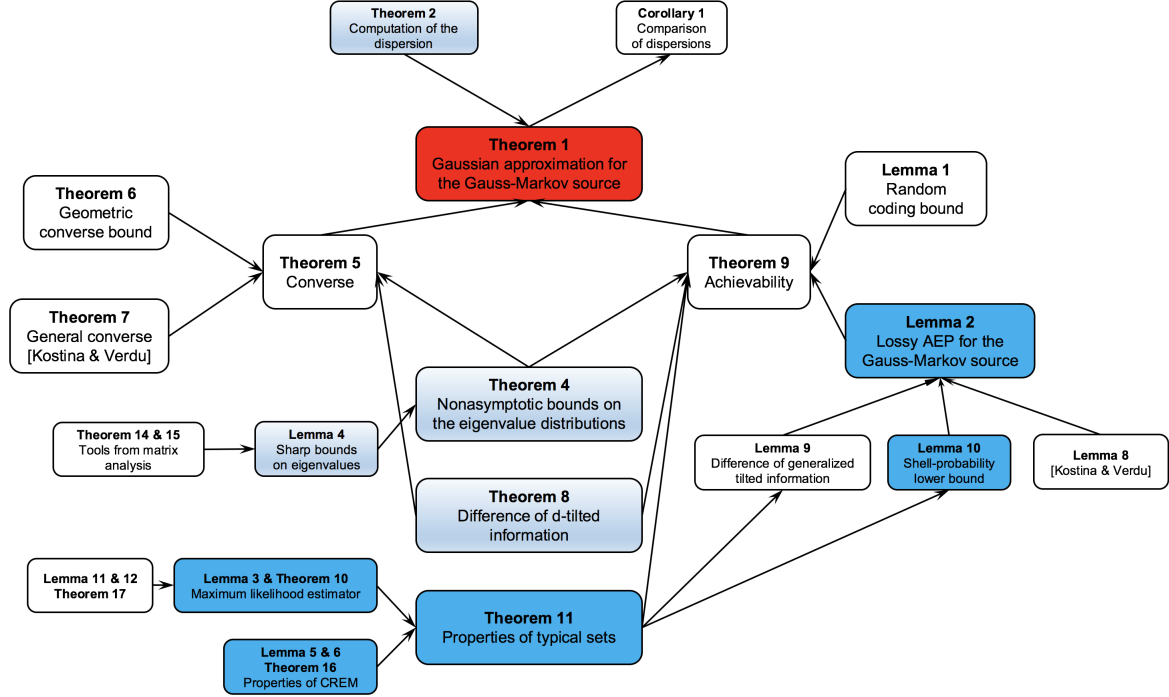 Theorem 2
Computation of the
dispersion
Corollary 1
Comparison
of dispersions
Theorem 1
Gaussian approximation for
the Gauss-Markov source
Lemma 1
Random
coding bound
Theorem 6
Geometric
converse bound
Theorem 5
Converse
Theorem 9
Achievability
Theorem 7
General converse
[Kostina & Verdu]
Lemma 2
Lossy AEP for the
Gauss-Markov source
Theorem 4
Nonasymptotic bounds on
the eigenvalue distributions
Theorem 14 & 15
Tools from matrix
analysis
Lemma 4
Sharp bounds
on eigenvalues
Lemma 9
Difference of generalized
tilted information
Lemma 10
Shell-probability
lower bound
Lemma 8
[Kostina & Verdu]
Theorem 8
Difference of d-tilted
information
Lemma 11 & 12
Theorem 17
Lemma 3 & Theorem 10
Maximum likelihood estimator
Theorem 11
Properties of typical sets
Lemma 5 & 6
Theorem 16
Properties of CREM